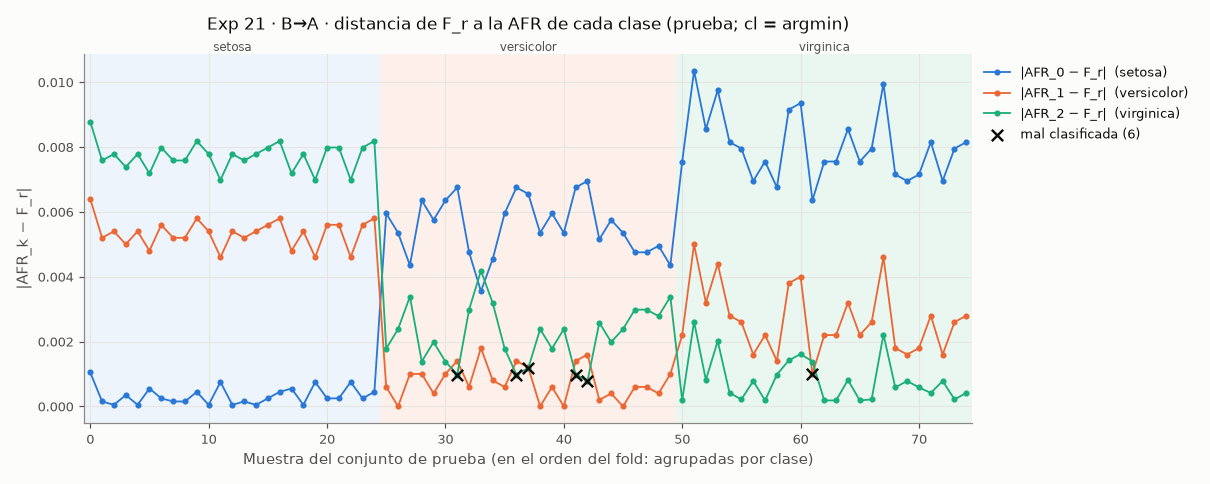 Exp 21 · B→A · distancia de F_r a la AFR de cada clase (prueba; cl = argmin)
setosa
versicolor
virginica
|AFR_0 − F_r| (setosa)
|AFR_1 − F_r| (versicolor)
|AFR_2 − F_r| (virginica)
mal clasificada (6)
|AFR_k − F_r|
0.010
0.008
0.006
0.004
0.002
0.000
0
10
20
30
40
50
60
70
Muestra del conjunto de prueba (en el orden del fold: agrupadas por clase)